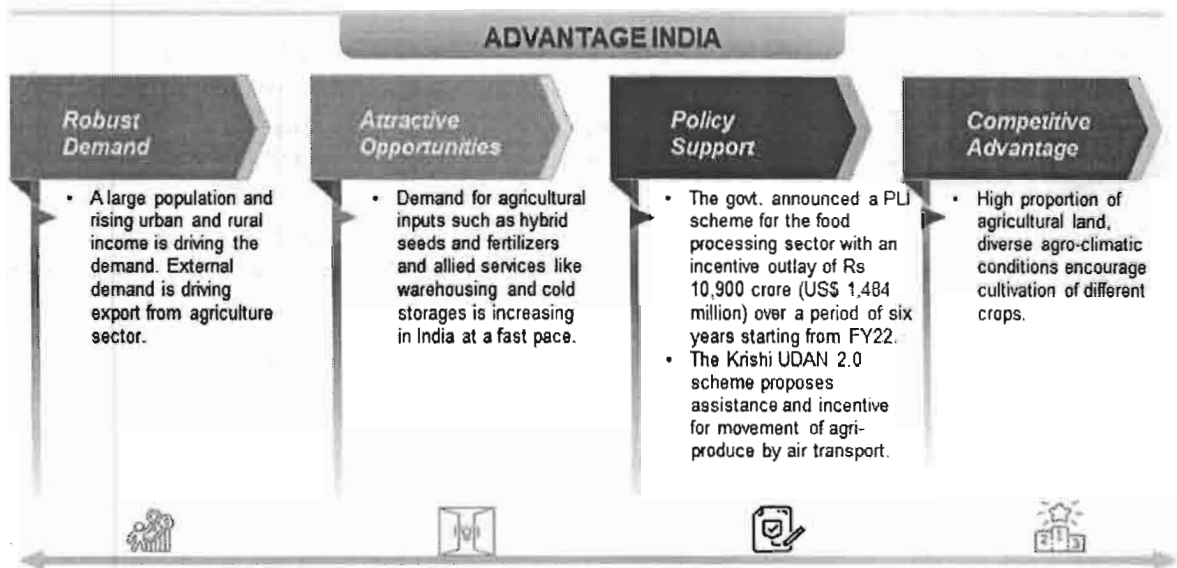 ADVANTAGE INDIA
Robust
Demand
• A large population and
rising urban and rural
income is driving the
demand. External
demand is driving
export from agriculture
sector.
Attractive
Opportunities
• Demand for agricultural
inputs such as hybrid
seeds and fertilizers
and allied services like
warehousing and cold
storages is increasing
in India at a fast pace.
Policy
Support
• The govt. announced a PLI
scheme for the food
processing sector with an
incentive outlay of Rs
10,900 crore (US$ 1,484
million) over a period of six
years starting from FY22.
• The Krishi UDAN 2.0
scheme proposes
assistance and incentive
for movement of agri-
produce by air transport.
Competitive
Advantage
• High proportion of
agricultural land,
diverse agro-climatic
conditions encourage
cultivation of different
crops.
2 1 3